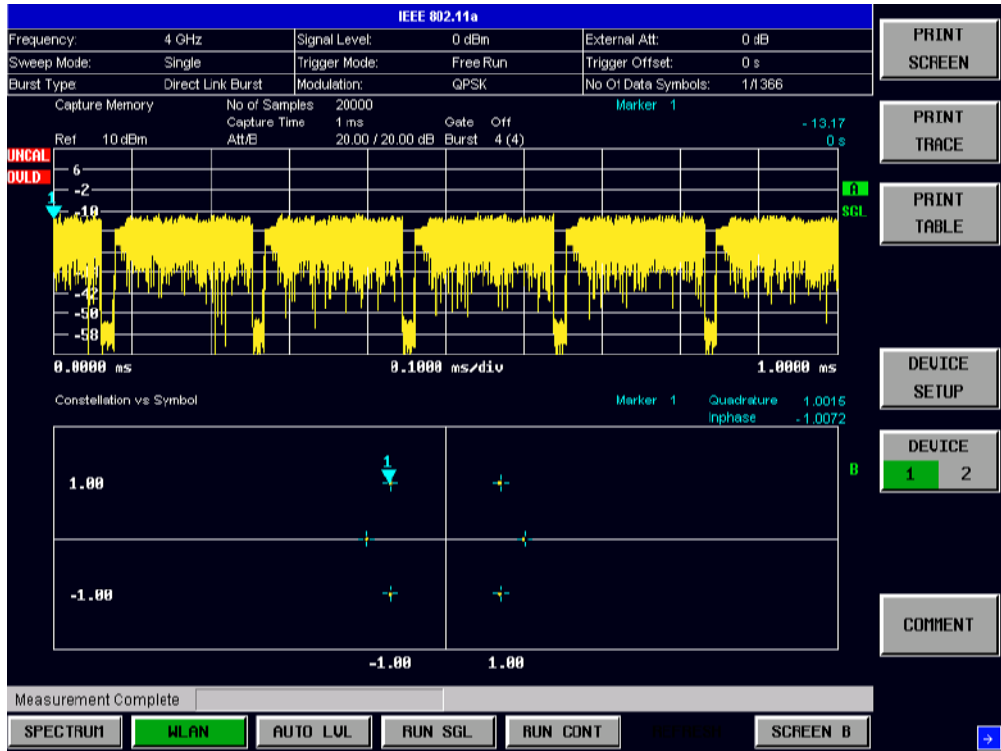 IEEE 802.11a
Frequency: 4 GHz Signal Level: 0 dBm External Att: 0 dB
Sweep Mode: Single Trigger Mode: Free Run Trigger Offset: 0 s
Burst Type: Direct Link Burst Modulation: QPSK No Of Data Symbols: 1/1366
Capture Memory No of Samples 20000 Marker 1
Capture Time 1 ms Gate Off -13.17
Ref 10 dBm Att/El 20.00 / 20.00 dB Burst 4 (4) 0 s
UNCAL
OVLD
6
-2
1
-10
-42
-50
-58
A
SGL
0.0000 ms 0.1000 ms/div 1.0000 ms
Constellation vs Symbol Marker 1 Quadrature 1.0015
Inphase -1.0072
1
B
1.00
-1.00
-1.00 1.00
Measurement Complete
SPECTRUM WLAN AUTO LVL RUN SGL RUN CONT REFRESH SCREEN B
PRINT
SCREEN
PRINT
TRACE
PRINT
TABLE
DEVICE
SETUP
DEVICE
1 2
COMMENT